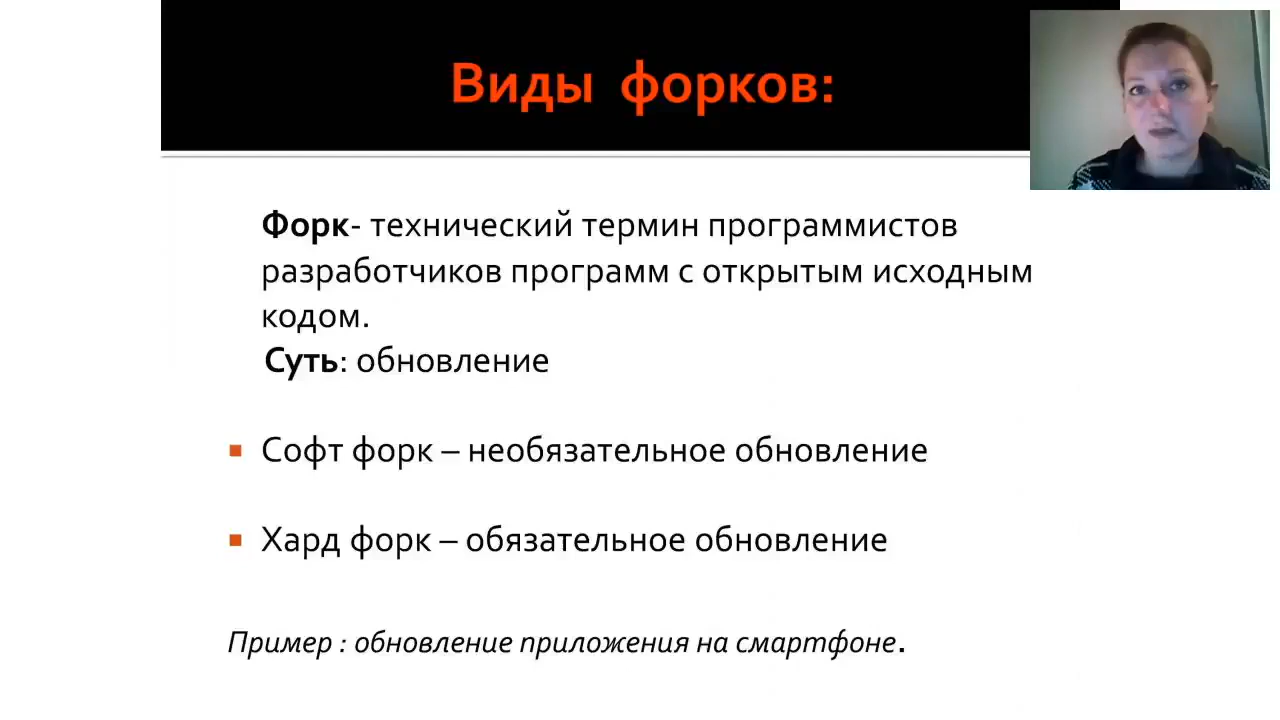 Виды форков:
Форк- технический термин программистов
разработчиков программ с открытым исходным
кодом.
Суть: обновление
▪ Софт форк – необязательное обновление
▪ Хард форк – обязательное обновление
Пример : обновление приложения на смартфоне.